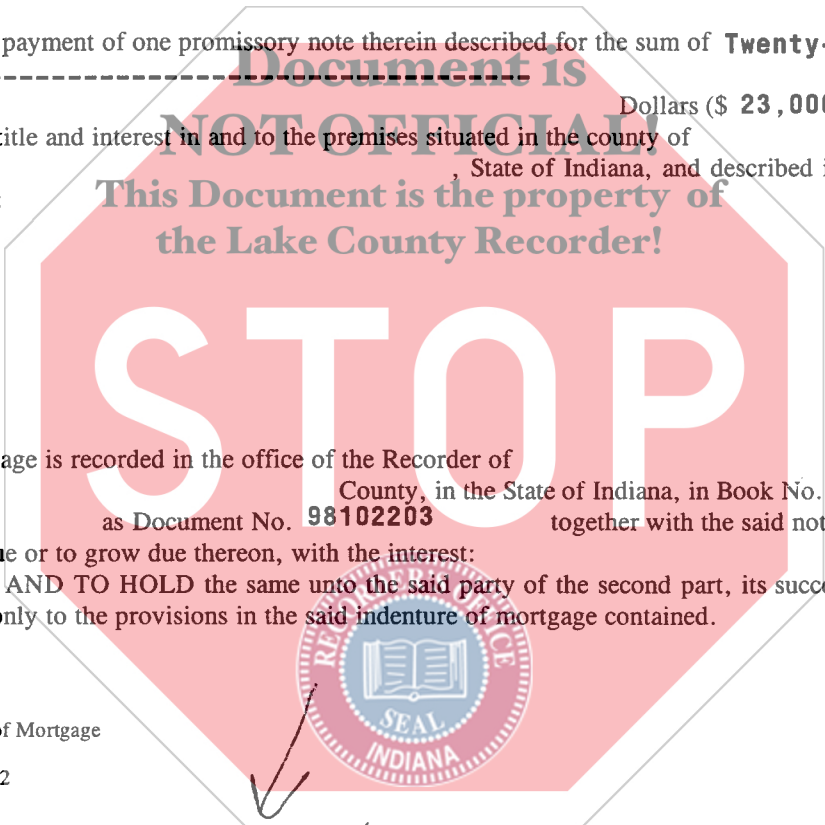 payment of one promissory note therein described for the sum of Twenty-
Document is
Dollars ($ 23,000
title and interest in and to the premises situated in the county of
NOT OFFICIAL!
, State of Indiana, and described
This Document is the property of
the Lake County Recorder!
STOP
age is recorded in the office of the Recorder of
County, in the State of Indiana, in Book No.
as Document No. 98102203 together with the said not
e or to grow due thereon, with the interest:
AND TO HOLD the same unto the said party of the second part, its succe
only to the provisions in the said indenture of mortgage contained.
RECORDER'S OFFICE
SEAL
INDIANA
of Mortgage
2